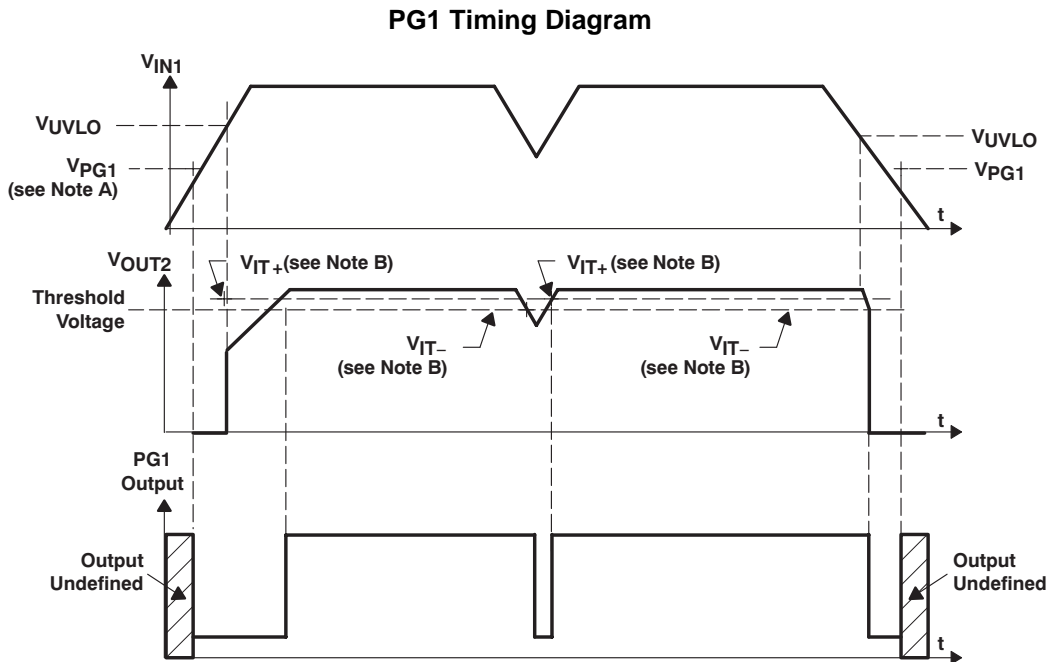 PG1 Timing Diagram
VIN1
VUVLO
VPG1
(see Note A)
VUVLO
VPG1
t
VOUT2
VIT+ (see Note B)
VIT+ (see Note B)
Threshold
Voltage
VIT–
(see Note B)
VIT–
(see Note B)
t
PG1
Output
Output
Undefined
Output
Undefined
t